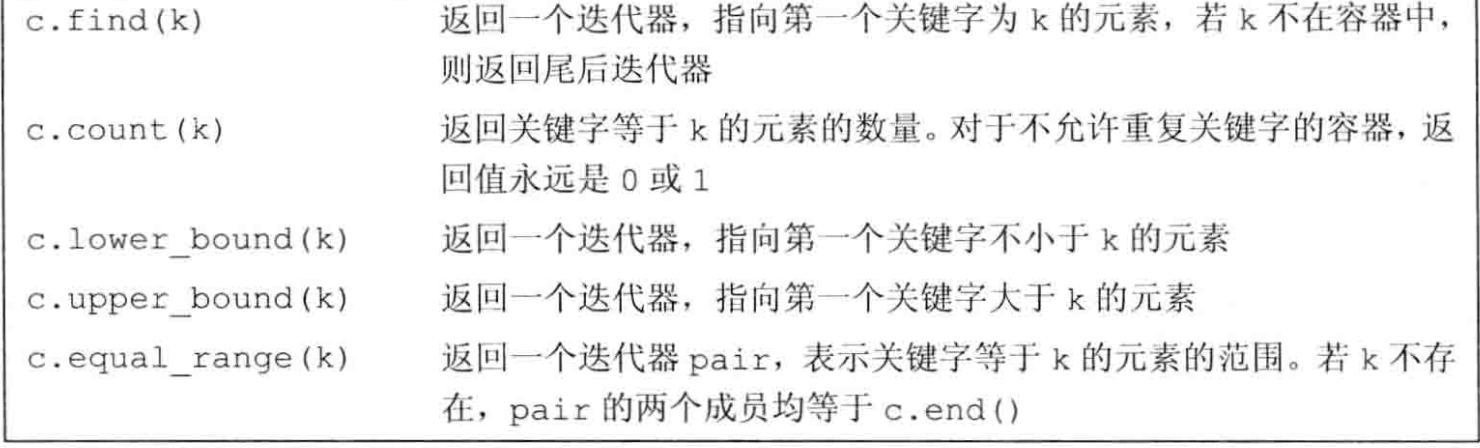 c.find(k) 返回一个迭代器，指向第一个关键字为 k 的元素，若 k 不在容器中，
则返回尾后迭代器
c.count(k) 返回关键字等于 k 的元素的数量。对于不允许重复关键字的容器，返
回值永远是 0 或 1
c.lower_bound(k) 返回一个迭代器，指向第一个关键字不小于 k 的元素
c.upper_bound(k) 返回一个迭代器，指向第一个关键字大于 k 的元素
c.equal_range(k) 返回一个迭代器 pair，表示关键字等于 k 的元素的范围。若 k 不存
在，pair 的两个成员均等于 c.end()